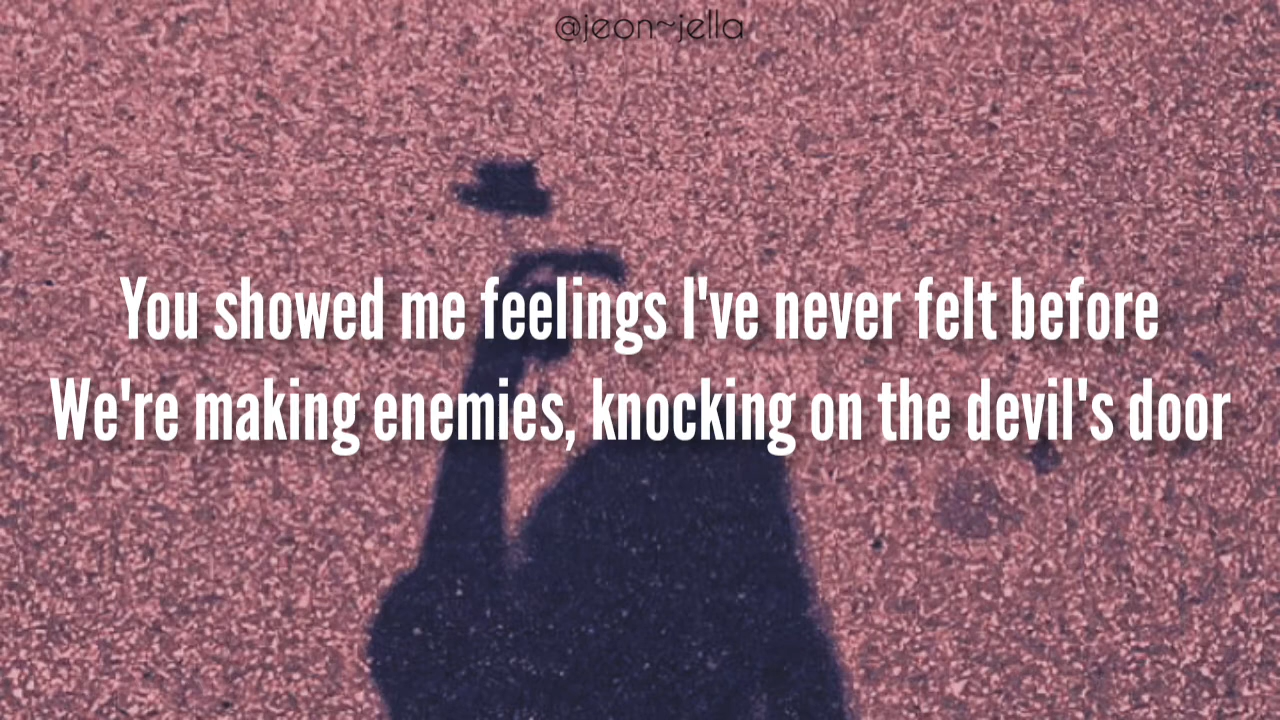 @jeon~jella
You showed me feelings I've never felt before
We're making enemies, knocking on the devil's door